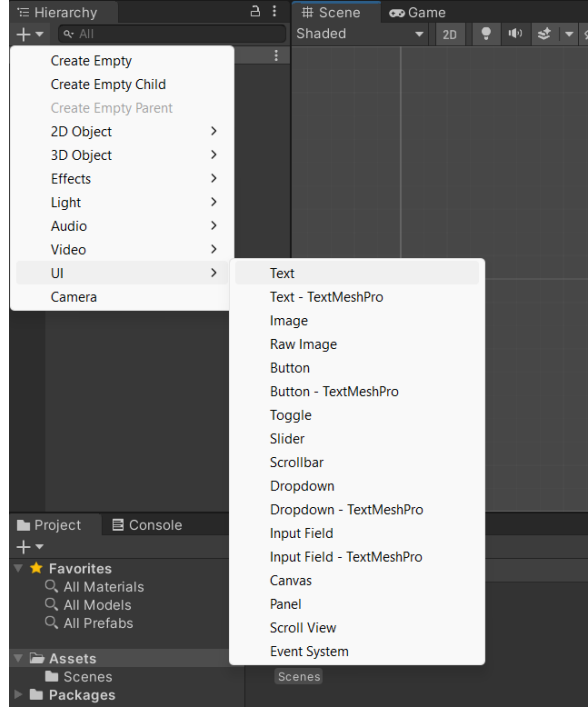 Hierarchy
All
Create Empty
Create Empty Child
Create Empty Parent
2D Object
3D Object
Effects
Light
Audio
Video
UI
Camera
Text
Text - TextMeshPro
Image
Raw Image
Button
Button - TextMeshPro
Toggle
Slider
Scrollbar
Dropdown
Dropdown - TextMeshPro
Input Field
Input Field - TextMeshPro
Canvas
Panel
Scroll View
Event System
Scene
Game
Shaded
2D
Project
Console
Favorites
All Materials
All Models
All Prefabs
Assets
Scenes
Packages
Scenes